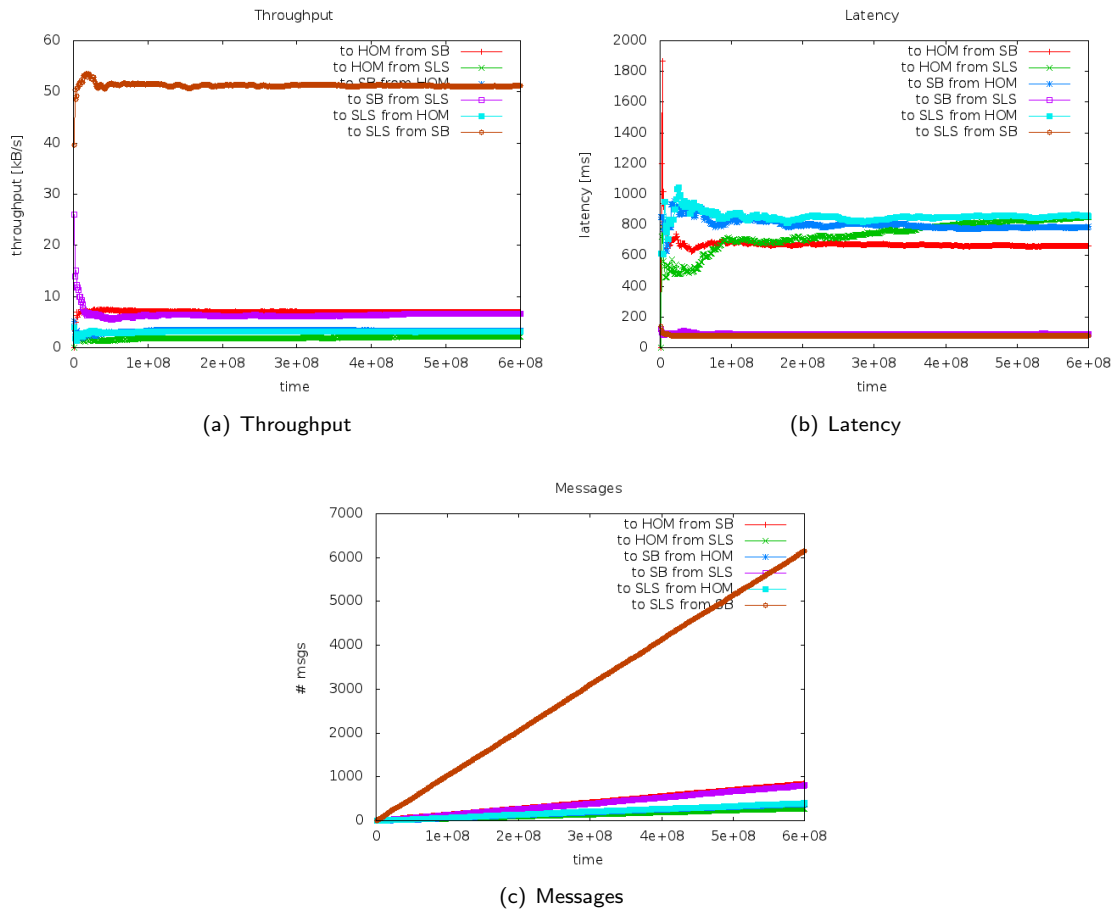 Throughput
throughput [kB/s]
60
50
40
30
20
10
0
to HOM from SB
to HOM from SLS
to SB from HOM
to SB from SLS
to SLS from HOM
to SLS from SB
0 1e+08 2e+08 3e+08 4e+08 5e+08 6e+08
time
(a) Throughput
Latency
latency [ms]
2000
1800
1600
1400
1200
1000
800
600
400
200
0
to HOM from SB
to HOM from SLS
to SB from HOM
to SB from SLS
to SLS from HOM
to SLS from SB
0 1e+08 2e+08 3e+08 4e+08 5e+08 6e+08
time
(b) Latency
Messages
# msgs
7000
6000
5000
4000
3000
2000
1000
0
to HOM from SB
to HOM from SLS
to SB from HOM
to SB from SLS
to SLS from HOM
to SLS from SB
0 1e+08 2e+08 3e+08 4e+08 5e+08 6e+08
time
(c) Messages